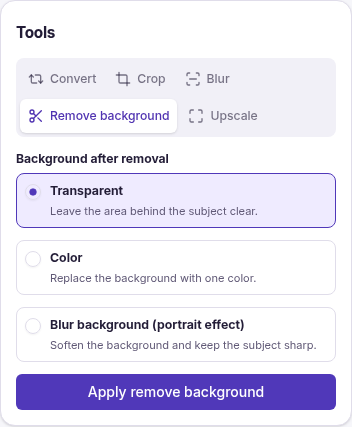 Tools
Convert Crop Blur
Remove background Upscale
Background after removal
Transparent
Leave the area behind the subject clear.
Color
Replace the background with one color.
Blur background (portrait effect)
Soften the background and keep the subject sharp.
Apply remove background